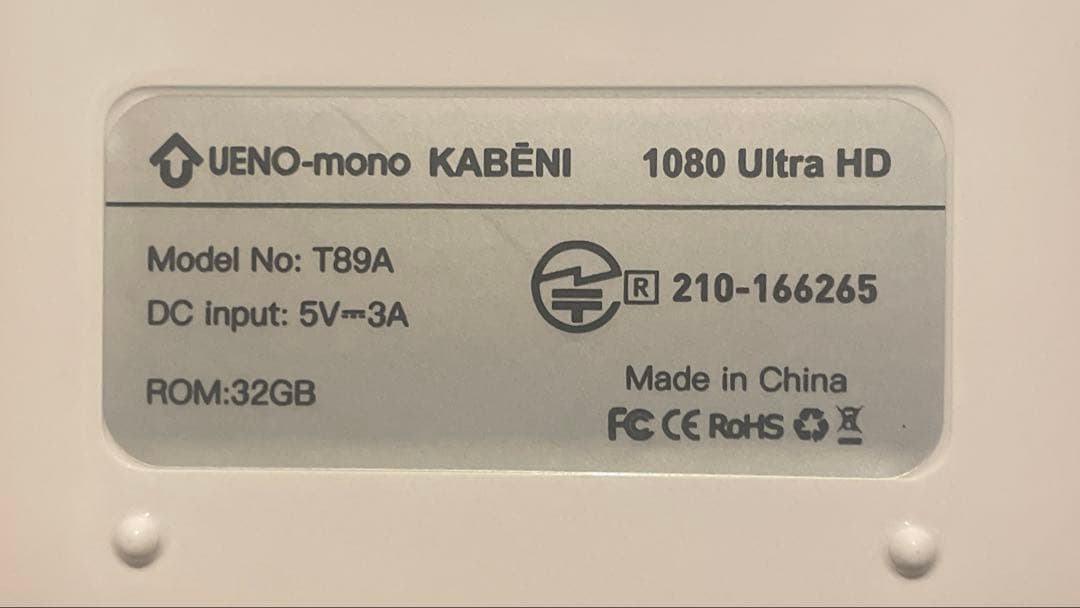 UENO-mono KABĒNI 1080 Ultra HD
Model No: T89A
DC input: 5V⎓3A
R 210-166265
ROM:32GB
Made in China
FC CE RoHS